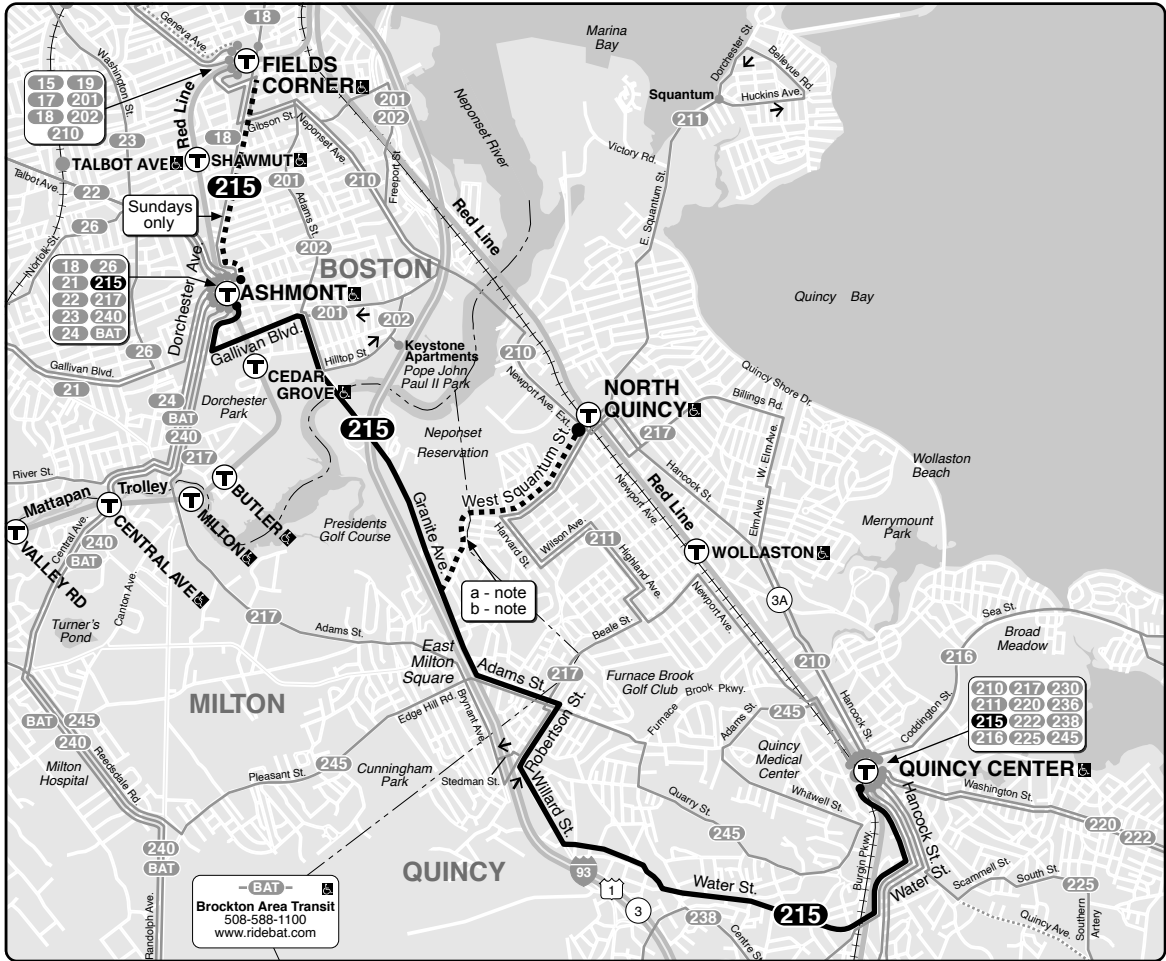 18
Geneva Ave.
Washington St.
15 19
17 201
18 202
210
FIELDS
CORNER
Red Line
23
18
Gibson St.
Neponset Ave.
201
202
TALBOT AVE
SHAWMUT
Talbot Ave.
22
215
201
210
Freeport St
Adams St.
Sundays
only
26
Norfolk St.
202
BOSTON
18 26
21 215
22 217
23 240
24 BAT
Dorchester Ave
ASHMONT
201
202
Gallivan Blvd.
Hilltop St.
Keystone
Apartments
Pope John
Paul II Park
26
Gallivan Blvd.
21
CEDAR
GROVE
Dorchester
Park
24
BAT
240
217
215
Neponset
Reservation
Marina
Bay
Neponset
River
Dorchester St.
Bellevue Rd.
Squantum
Huckins Ave.
211
Victory Rd.
E. Squantum St.
Red Line
Quincy Bay
210
Newport Ave. Ext.
NORTH
QUINCY
Quincy Shore Dr.
Billings Rd.
217
W. Elm Ave.
Hancock St.
Elm Ave.
Wollaston
Beach
Merrymount
Park
River St.
Mattapan
Trolley
VALLEY RD
CENTRAL AVE
MILTON
BUTLER
Central Ave.
240
BAT
Canton Ave.
Turner's
Pond
Presidents
Golf Course
Granite Ave.
West Squantum St.
Harvard St.
Wilson Ave.
211
Highland Ave.
Newport Ave
Red Line
WOLLASTON
Newport Ave.
3A
a - note
b - note
Beale St.
217
Adams St.
217
East
Milton
Square
Adams St.
217
Furnace Brook
Golf Club
Furnace
Brook Pkwy.
Adams St.
245
210
Hancock St.
Sea St.
Broad
Meadow
216
Coddington St.
210 217 230
211 220 236
215 222 238
216 225 245
MILTON
BAT 245
240
Milton
Hospital
Reedsdale Rd.
Edge Hill Rd.
Brynant Ave.
Robertson St.
Pleasant St.
245
Cunningham
Park
Stedman St.
Willard St.
Quincy
Medical
Center
Whitwell St.
QUINCY CENTER
Washington St.
220
222
Quarry St.
245
Burgin Pkwy.
Hancock St.
240
BAT
Randolph Ave.
QUINCY
93
1
3
Water St.
215
Water St.
238
Centre St.
Scammell St.
South St.
225
Quincy Ave.
Southern
Artery
BAT
Brockton Area Transit
508-588-1100
www.ridebat.com